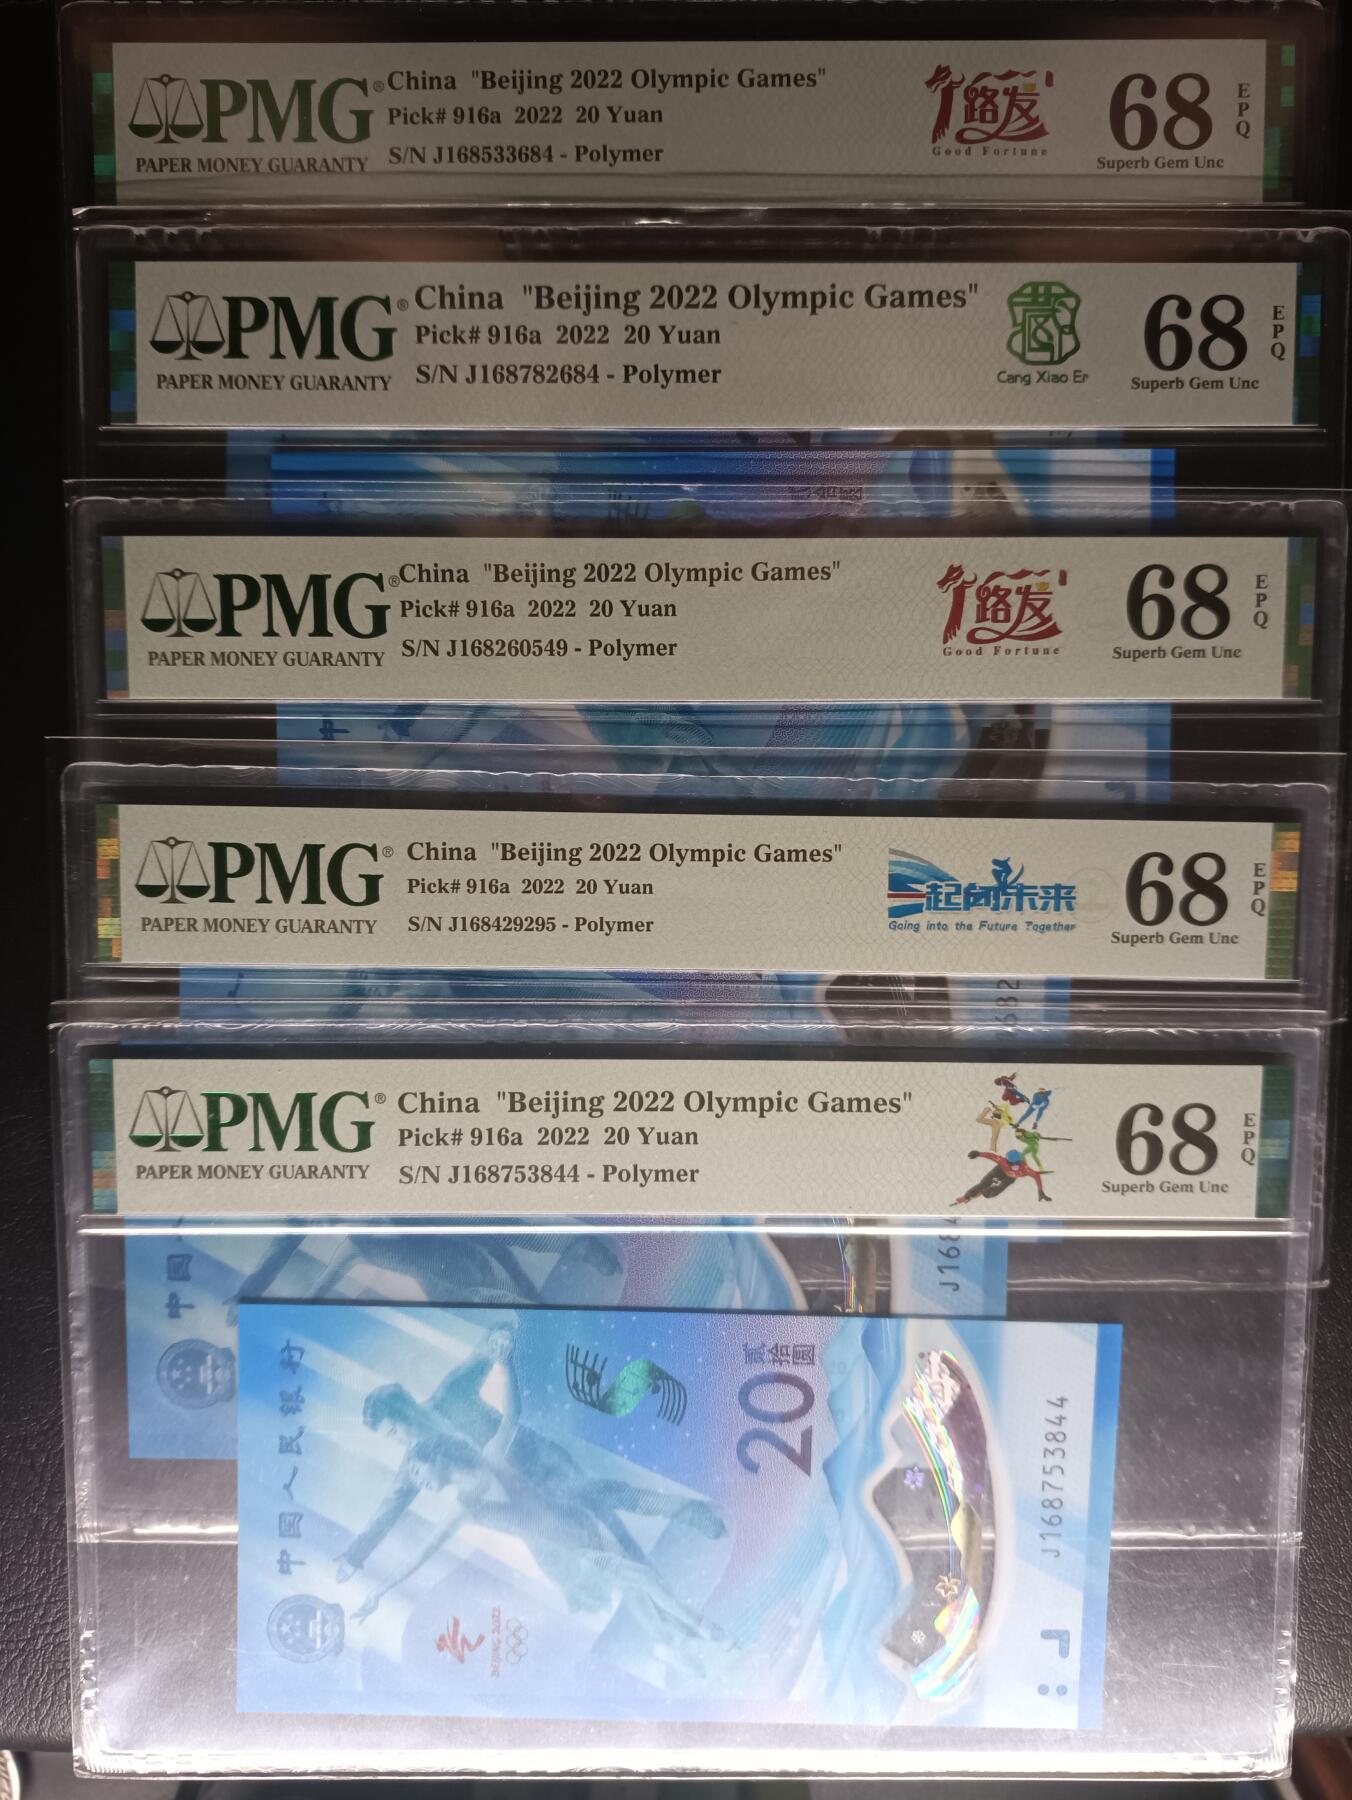 PMG®
PAPER MONEY GUARANTY
China "Beijing 2022 Olympic Games"
Pick# 916a 2022 20 Yuan
S/N J168533684 - Polymer
路发
Good Fortune
68
EPQ
Superb Gem Unc
PMG®
PAPER MONEY GUARANTY
China "Beijing 2022 Olympic Games"
Pick# 916a 2022 20 Yuan
S/N J168782684 - Polymer
Cang Xiao Er
68
EPQ
Superb Gem Unc
PMG®
PAPER MONEY GUARANTY
China "Beijing 2022 Olympic Games"
Pick# 916a 2022 20 Yuan
S/N J168260549 - Polymer
路发
Good Fortune
68
EPQ
Superb Gem Unc
PMG®
PAPER MONEY GUARANTY
China "Beijing 2022 Olympic Games"
Pick# 916a 2022 20 Yuan
S/N J168429295 - Polymer
一起向未来
Going into the Future Together
68
EPQ
Superb Gem Unc
PMG®
PAPER MONEY GUARANTY
China "Beijing 2022 Olympic Games"
Pick# 916a 2022 20 Yuan
S/N J168753844 - Polymer
68
EPQ
Superb Gem Unc
中国
J1684
中国人民银行
贰拾圆
20
BEIJING 2022
J168753844